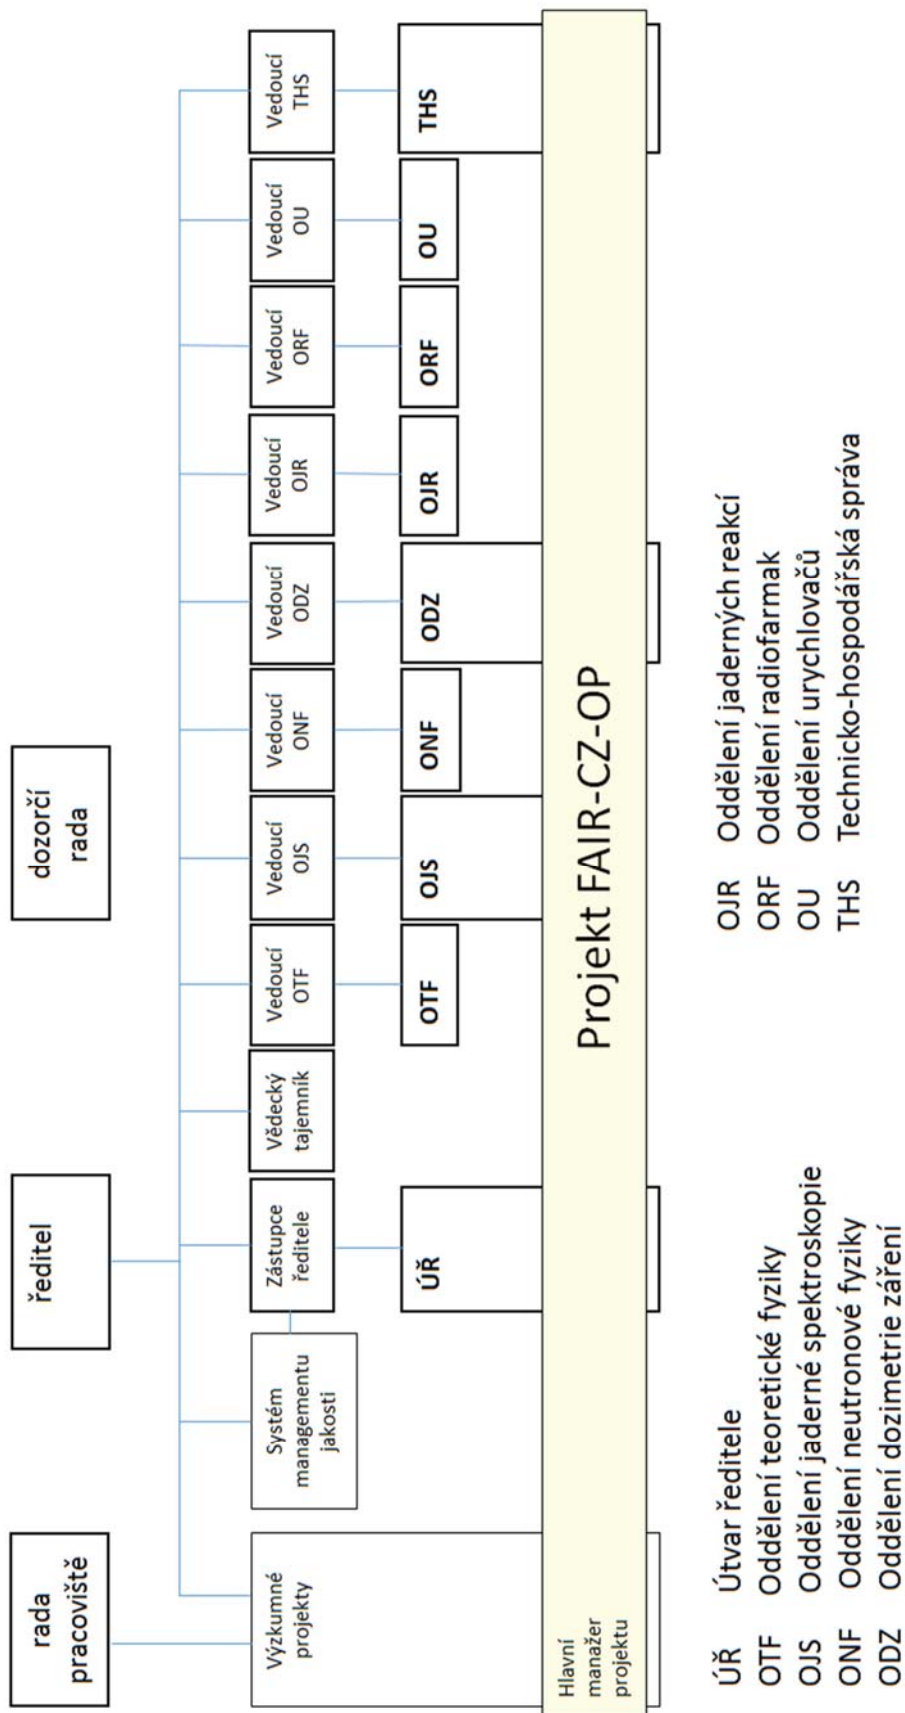 rada
pracoviště
ředitel
dozorčí
rada
Výzkumné
projekty
Systém
managementu
jakosti
Zástupce
ředitele
Vědecký
tajemník
Vedoucí
OTF
Vedoucí
OJS
Vedoucí
ONF
Vedoucí
ODZ
Vedoucí
OJR
Vedoucí
ORF
Vedoucí
OU
Vedoucí
THS
ÚŘ
OTF
OJS
ONF
ODZ
OJR
ORF
OU
THS
Hlavní
manažer
projektu
Projekt FAIR-CZ-OP
ÚŘ Útvar ředitele
OTF Oddělení teoretické fyziky
OJS Oddělení jaderné spektroskopie
ONF Oddělení neutronové fyziky
ODZ Oddělení dozimetrie záření
OJR Oddělení jaderných reakcí
ORF Oddělení radiofarmak
OU Oddělení urychlovačů
THS Technicko-hospodářská správa